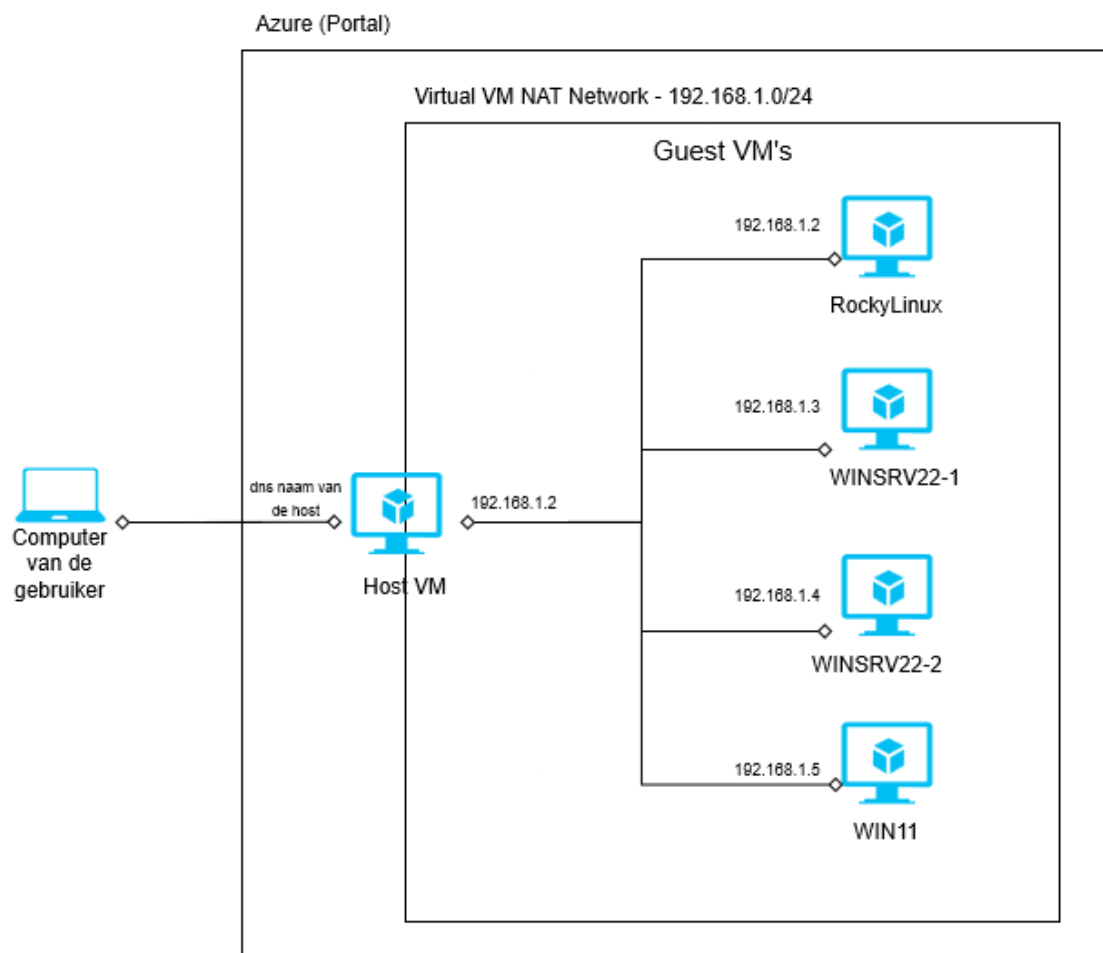 Azure (Portal)
Virtual VM NAT Network - 192.168.1.0/24
Guest VM's
192.168.1.2
RockyLinux
192.168.1.3
WINSRV22-1
dns naam van
de host
192.168.1.2
Computer
van de
gebruiker
Host VM
192.168.1.4
WINSRV22-2
192.168.1.5
WIN11